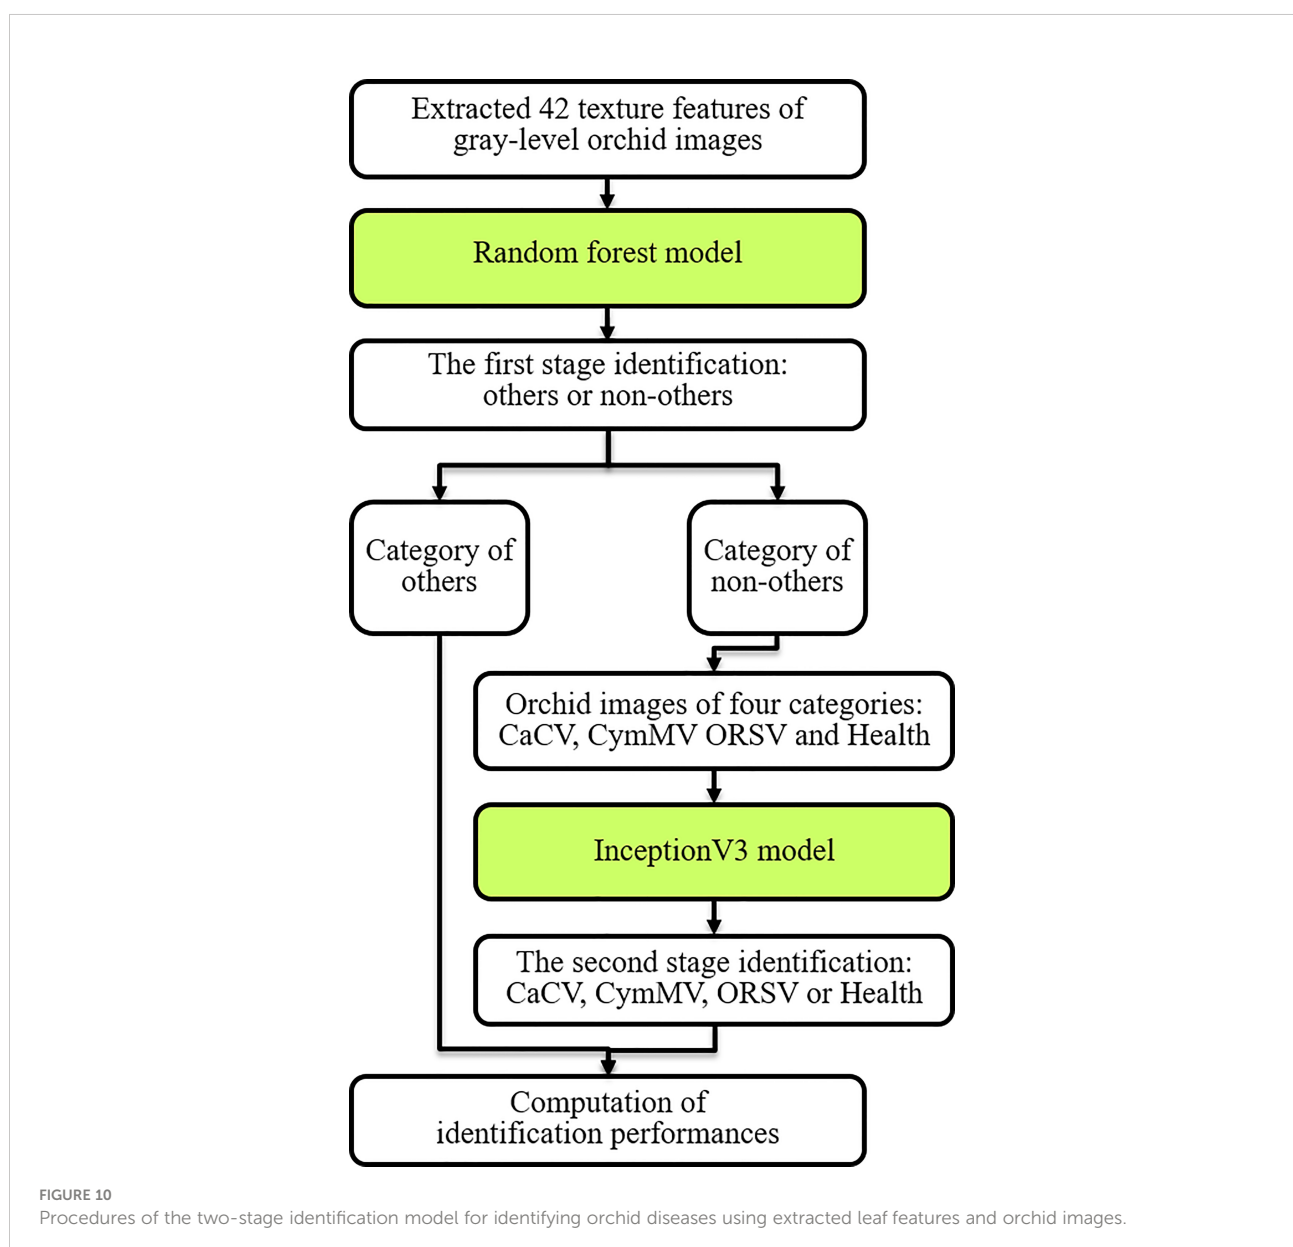 Extracted 42 texture features of
gray-level orchid images
Random forest model
The first stage identification:
others or non-others
Category of
others
Category of
non-others
Orchid images of four categories:
CaCV, CymMV ORSV and Health
InceptionV3 model
The second stage identification:
CaCV, CymMV, ORSV or Health
Computation of
identification performances
FIGURE 10
Procedures of the two-stage identification model for identifying orchid diseases using extracted leaf features and orchid images.